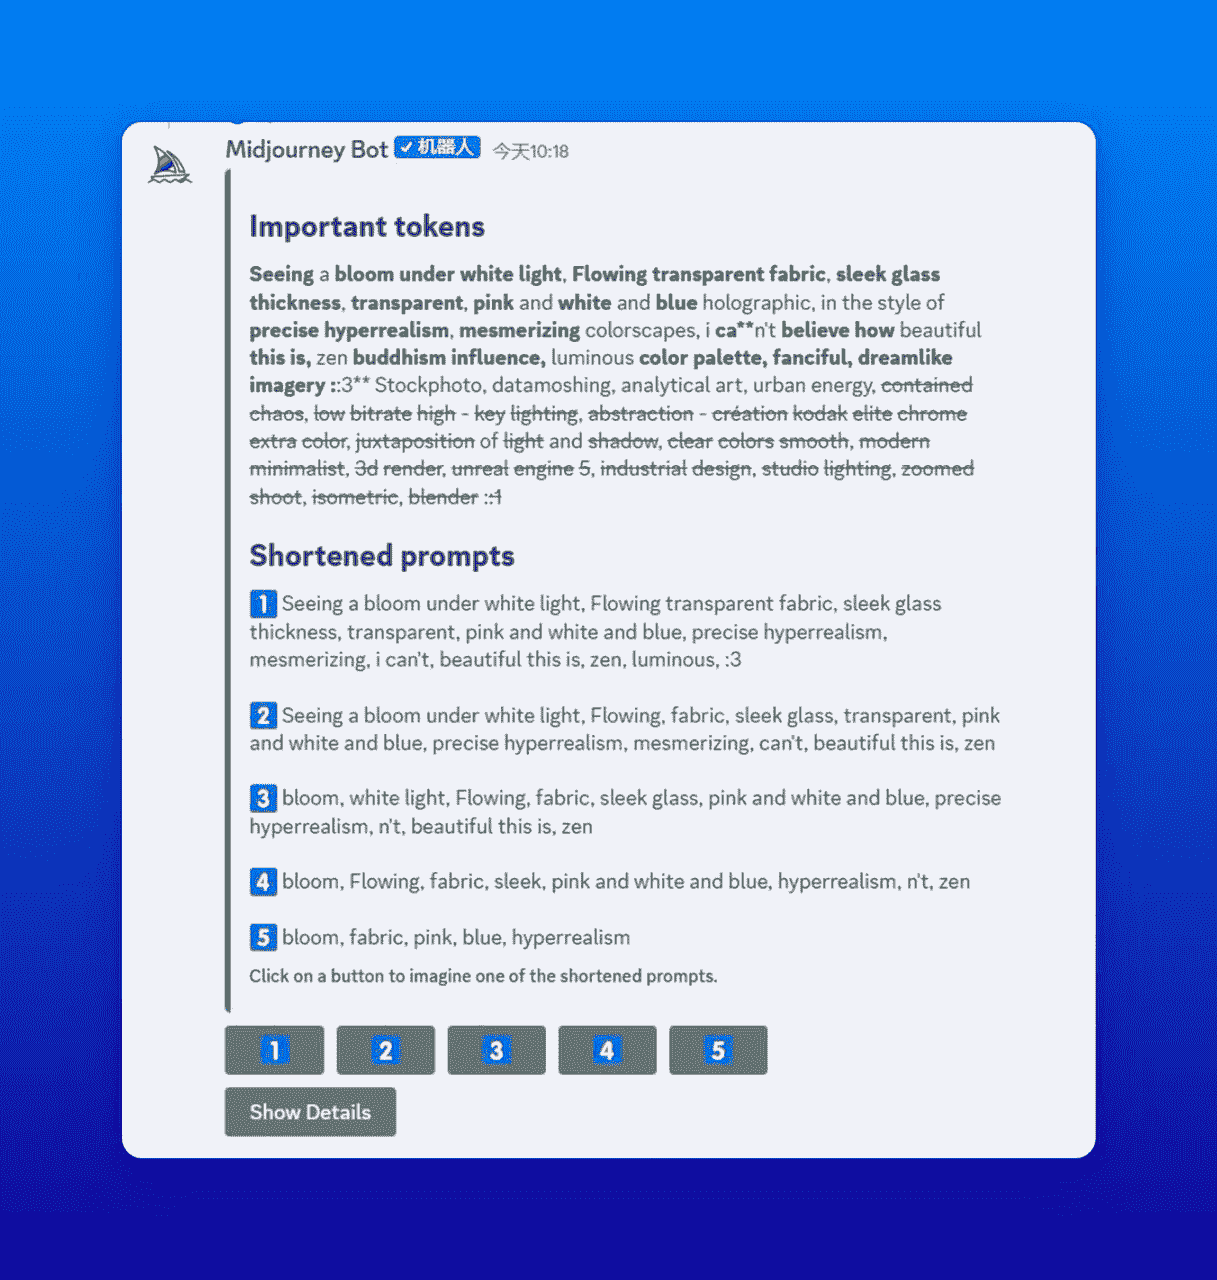 Midjourney Bot ✓ 机器人 今天10:18
Important tokens
Seeing a bloom under white light, Flowing transparent fabric, sleek glass
thickness, transparent, pink and white and blue holographic, in the style of
precise hyperrealism, mesmerizing colorscapes, i ca**n't believe how beautiful
this is, zen buddhism influence, luminous color palette, fanciful, dreamlike
imagery ::3** Stockphoto, datamoshing, analytical art, urban energy, contained
chaos, low bitrate high - key lighting, abstraction - création kodak elite chrome
extra color, juxtaposition of light and shadow, clear colors smooth, modern
minimalist, 3d render, unreal engine 5, industrial design, studio lighting, zoomed
shoot, isometric, blender ::1
Shortened prompts
1 Seeing a bloom under white light, Flowing transparent fabric, sleek glass
thickness, transparent, pink and white and blue, precise hyperrealism,
mesmerizing, i can't, beautiful this is, zen, luminous, :3
2 Seeing a bloom under white light, Flowing, fabric, sleek glass, transparent, pink
and white and blue, precise hyperrealism, mesmerizing, can't, beautiful this is, zen
3 bloom, white light, Flowing, fabric, sleek glass, pink and white and blue, precise
hyperrealism, n't, beautiful this is, zen
4 bloom, Flowing, fabric, sleek, pink and white and blue, hyperrealism, n't, zen
5 bloom, fabric, pink, blue, hyperrealism
Click on a button to imagine one of the shortened prompts.
1 2 3 4 5
Show Details